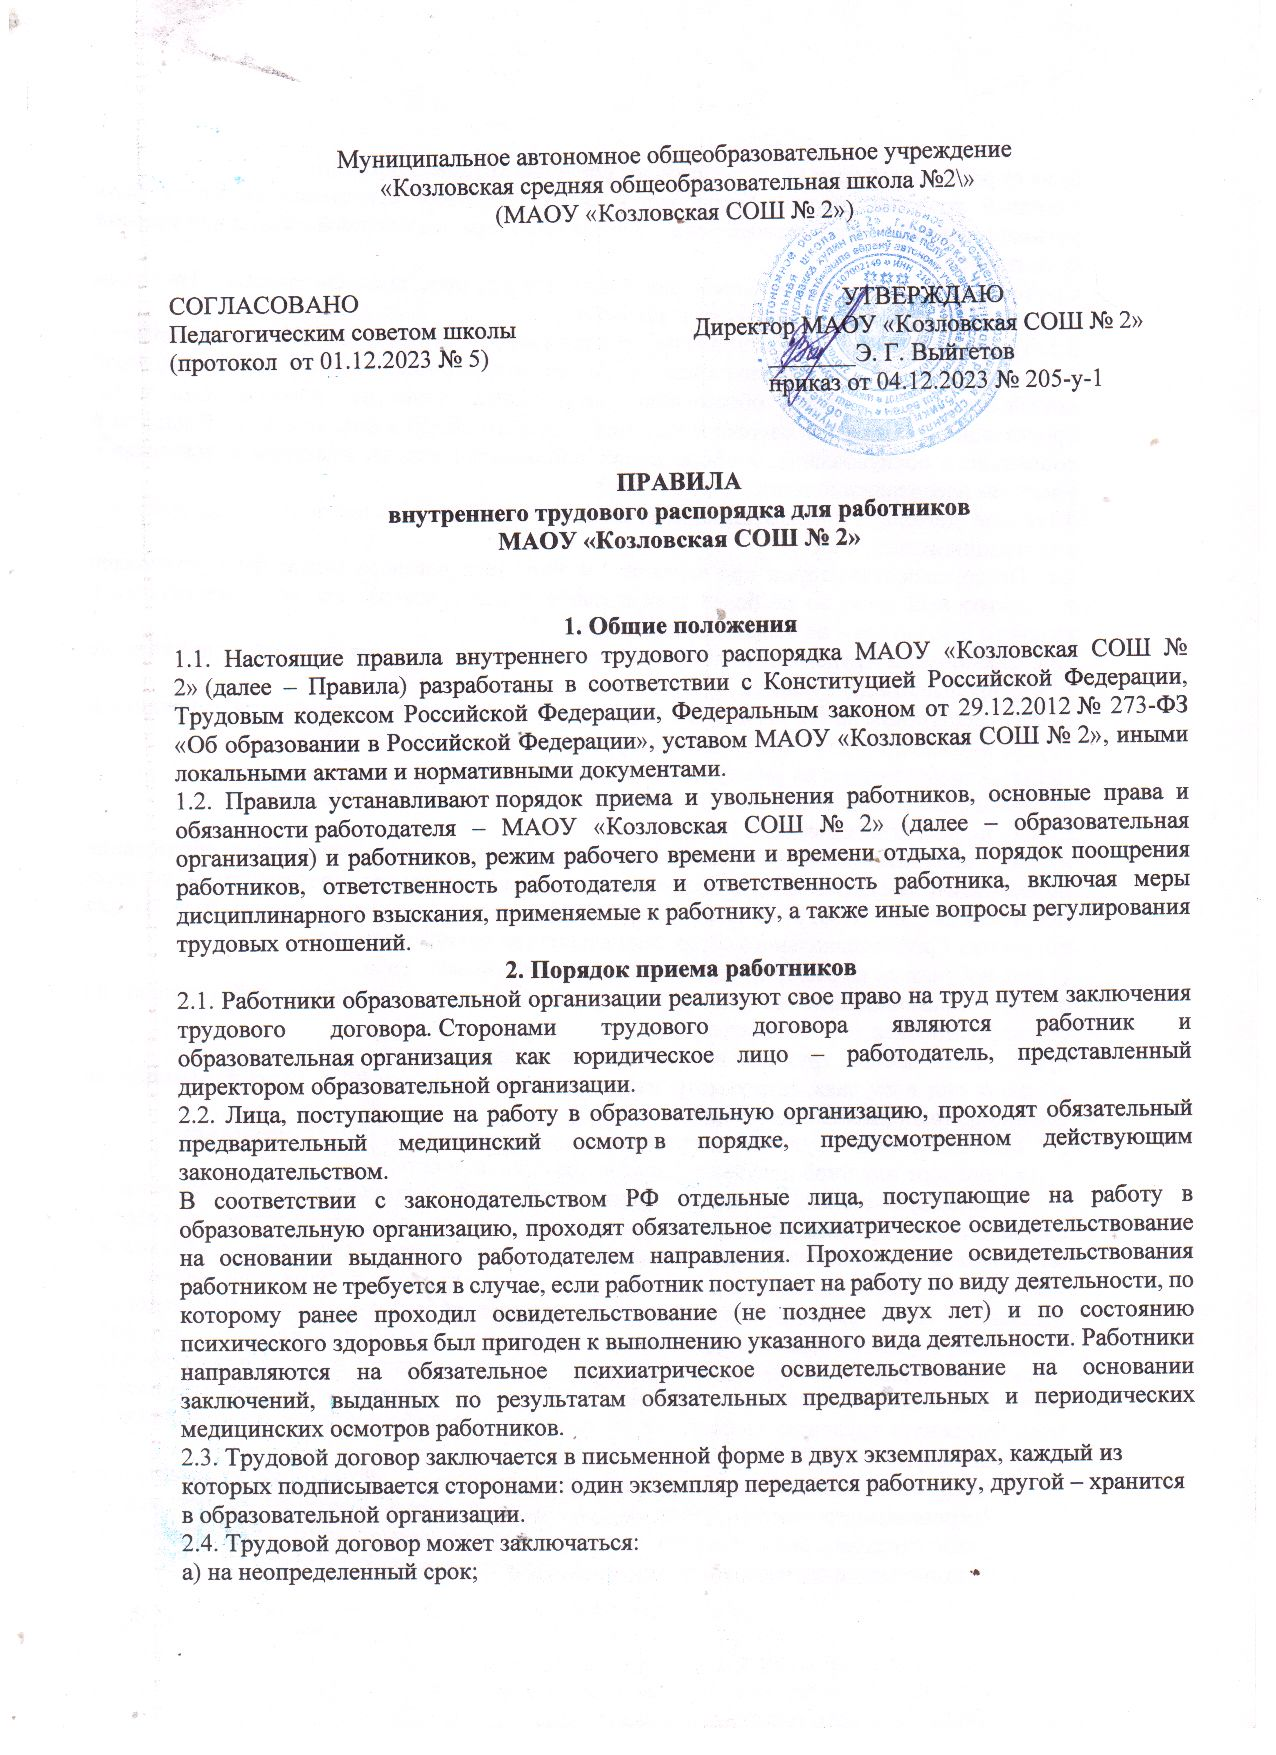 Муниципальное автономное общеобразовательное учреждение
«Козловская средняя общеобразовательная школа №2\»
(МАОУ «Козловская СОШ № 2»)
СОГЛАСОВАНО
Педагогическим советом школы
(протокол от 01.12.2023 № 5)
УТВЕРЖДАЮ
Директор МАОУ «Козловская СОШ № 2»
Э. Г. Выйгетов
приказ от 04.12.2023 № 205-у-1
ПРАВИЛА
внутреннего трудового распорядка для работников
МАОУ «Козловская СОШ № 2»
1. Общие положения
1.1. Настоящие правила внутреннего трудового распорядка МАОУ «Козловская СОШ №
2» (далее – Правила) разработаны в соответствии с Конституцией Российской Федерации,
Трудовым кодексом Российской Федерации, Федеральным законом от 29.12.2012 № 273-ФЗ
«Об образовании в Российской Федерации», уставом МАОУ «Козловская СОШ № 2», иными
локальными актами и нормативными документами.
1.2. Правила устанавливают порядок приема и увольнения работников, основные права и
обязанности работодателя – МАОУ «Козловская СОШ № 2» (далее – образовательная
организация) и работников, режим рабочего времени и времени отдыха, порядок поощрения
работников, ответственность работодателя и ответственность работника, включая меры
дисциплинарного взыскания, применяемые к работнику, а также иные вопросы регулирования
трудовых отношений.
2. Порядок приема работников
2.1. Работники образовательной организации реализуют свое право на труд путем заключения
трудового договора. Сторонами трудового договора являются работник и
образовательная организация как юридическое лицо – работодатель, представленный
директором образовательной организации.
2.2. Лица, поступающие на работу в образовательную организацию, проходят обязательный
предварительный медицинский осмотр в порядке, предусмотренном действующим
законодательством.
В соответствии с законодательством РФ отдельные лица, поступающие на работу в
образовательную организацию, проходят обязательное психиатрическое освидетельствование
на основании выданного работодателем направления. Прохождение освидетельствования
работником не требуется в случае, если работник поступает на работу по виду деятельности, по
которому ранее проходил освидетельствование (не позднее двух лет) и по состоянию
психического здоровья был пригоден к выполнению указанного вида деятельности. Работники
направляются на обязательное психиатрическое освидетельствование на основании
заключений, выданных по результатам обязательных предварительных и периодических
медицинских осмотров работников.
2.3. Трудовой договор заключается в письменной форме в двух экземплярах, каждый из
которых подписывается сторонами: один экземпляр передается работнику, другой – хранится
в образовательной организации.
2.4. Трудовой договор может заключаться:
а) на неопределенный срок;